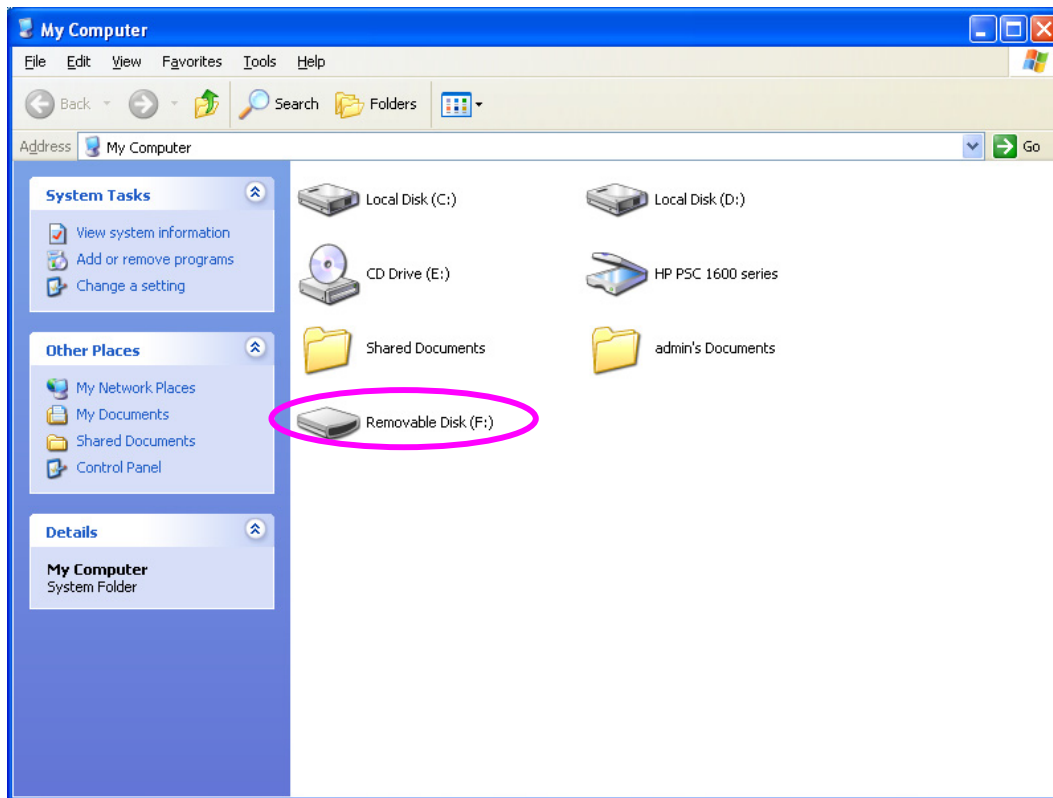 My Computer
File Edit View Favorites Tools Help
Back Search Folders
Address My Computer Go
System Tasks
View system information
Add or remove programs
Change a setting
Other Places
My Network Places
My Documents
Shared Documents
Control Panel
Details
My Computer
System Folder
Local Disk (C:) Local Disk (D:)
CD Drive (E:) HP PSC 1600 series
Shared Documents admin's Documents
Removable Disk (F:)